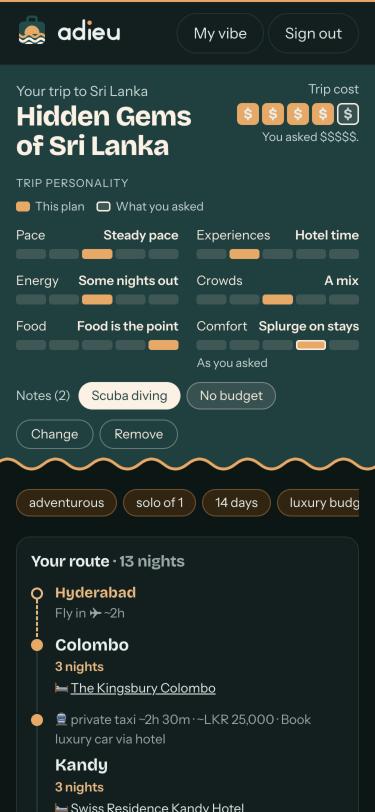 adieu
My vibe
Sign out
Your trip to Sri Lanka
Hidden Gems
of Sri Lanka
Trip cost
$ $ $ $ $
You asked $$$$$.
TRIP PERSONALITY
This plan
What you asked
Pace
Steady pace
Experiences
Hotel time
Energy
Some nights out
Crowds
A mix
Food
Food is the point
Comfort
Splurge on stays
As you asked
Notes (2)
Scuba diving
No budget
Change
Remove
adventurous
solo of 1
14 days
luxury budg
Your route · 13 nights
Hyderabad
Fly in ✈ ~2h
Colombo
3 nights
🛏 The Kingsbury Colombo
🚆 private taxi ~2h 30m · ~LKR 25,000 · Book
luxury car via hotel
Kandy
3 nights
🛏 Swiss Residence Kandy Hotel